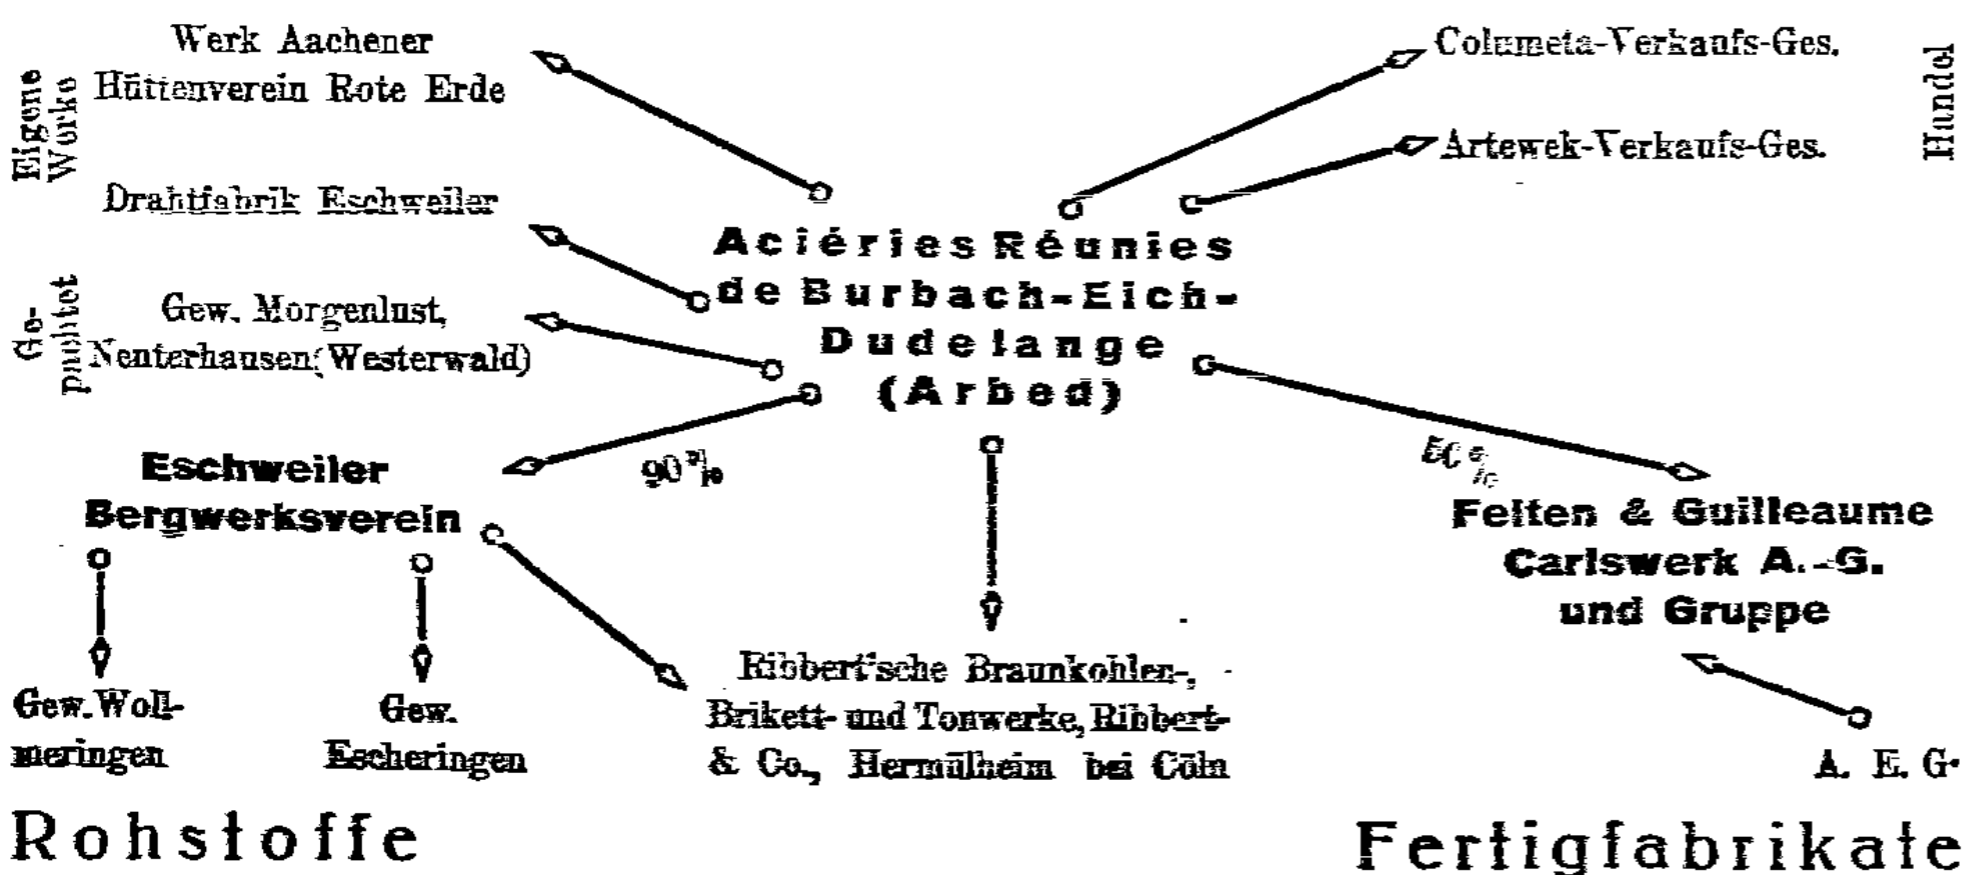 Eigene
Werke
Werk Aachener
Hüttenverein Rote Erde
Drahtfabrik Eschweiler
Ge-
pachtet
Gew. Morgenlust,
Nenterhausen (Westerwald)
Columeta-Verkaufs-Ges.
Artewek-Verkaufs-Ges.
Handel
Aciéries Réunies
de Burbach-Eich-
Dudelange
(Arbed)
90%
Eschweiler
Bergwerksverein
Gew. Woll-
meringen
Gew.
Escheringen
Ribbert'sche Braunkohlen-,
Brikett- und Tonwerke, Ribbert
& Co., Hermülheim bei Cöln
Felten & Guilleaume
Carlswerk A.-G.
und Gruppe
A. E. G.
Rohstoffe
Fertigfabrikate